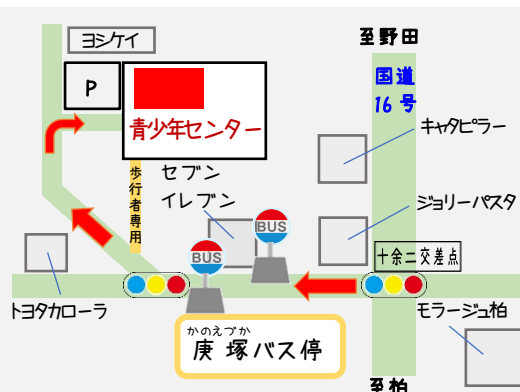 ヨシケイ
至野田
P
国道
16号
青少年センター
キャタピラー
歩行者専用
セブン
イレブン
ジョリーパスタ
BUS
BUS
十余二交差点
トヨタカローラ
モラージュ柏
かのえづか
庚塚バス停
至柏